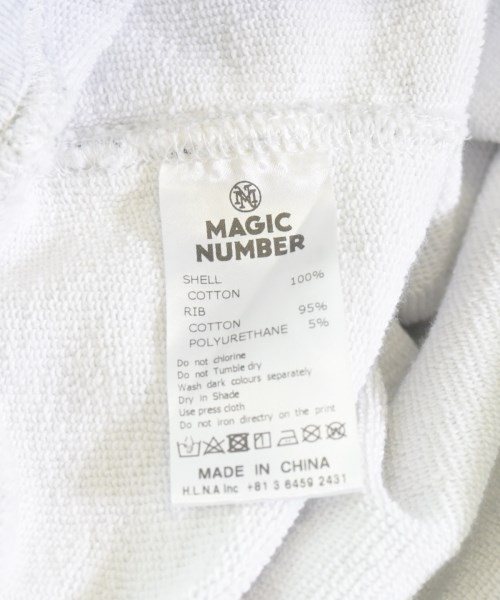 MAGIC
NUMBER
SHELL
COTTON 100%
RIB
COTTON 95%
POLYURETHANE 5%
Do not chlorine
Do not Tumble dry
Wash dark colours separately
Dry in Shade
Use press cloth
Do not iron directry on the print
MADE IN CHINA
H.L.N.A Inc +81 3 6459 2431